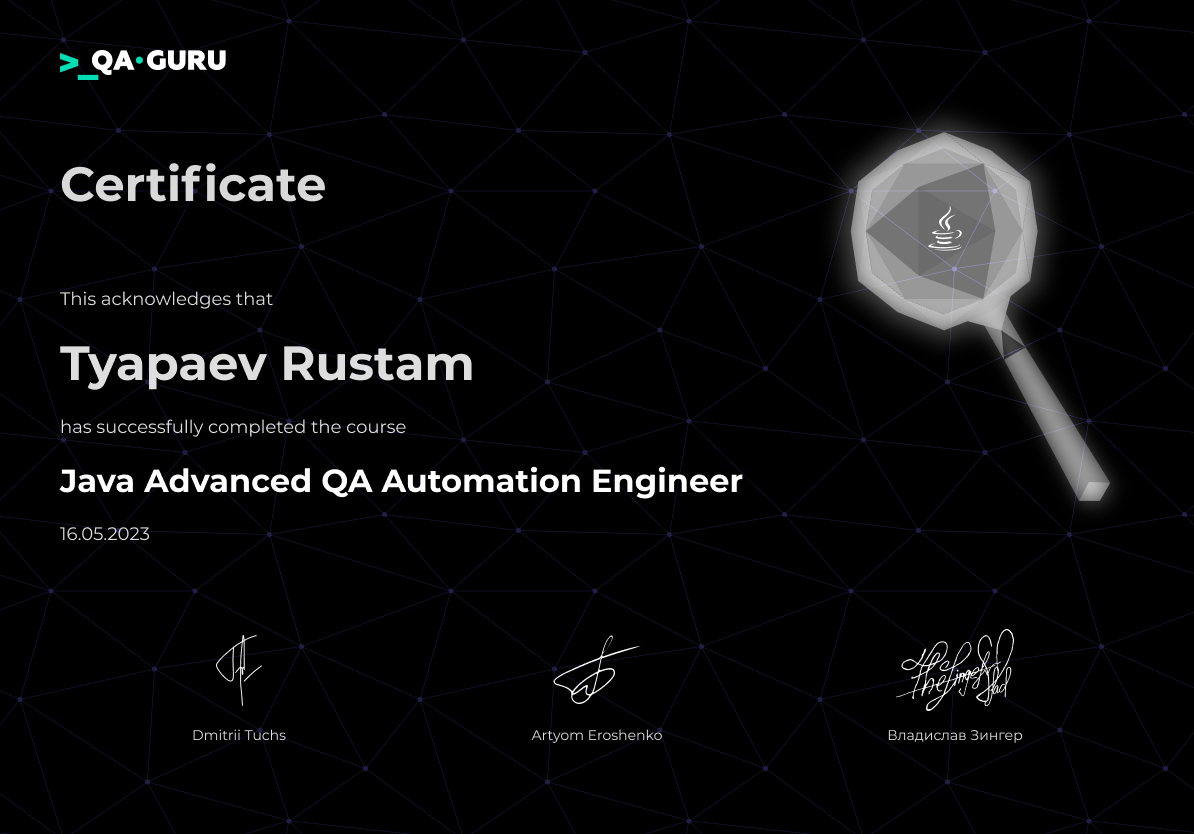 >_QA•GURU
Certificate
This acknowledges that
Tyapaev Rustam
has successfully completed the course
Java Advanced QA Automation Engineer
16.05.2023
Dmitrii Tuchs
Artyom Eroshenko
Владислав Зингер